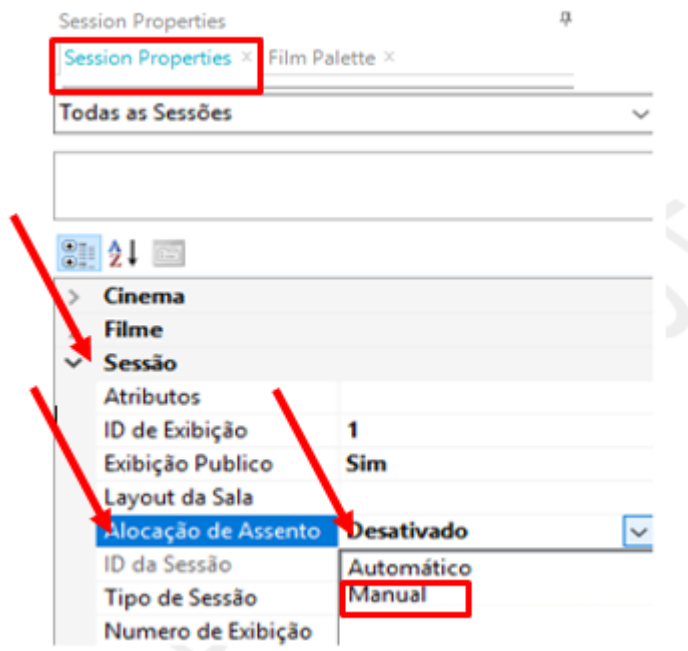 Session Properties
Session Properties × Film Palette ×
Todas as Sessões
Cinema
Filme
Sessão
Atributos
ID de Exibição 1
Exibição Publico Sim
Layout da Sala
Alocação de Assento Desativado
ID da Sessão Automático
Tipo de Sessão Manual
Numero de Exibição